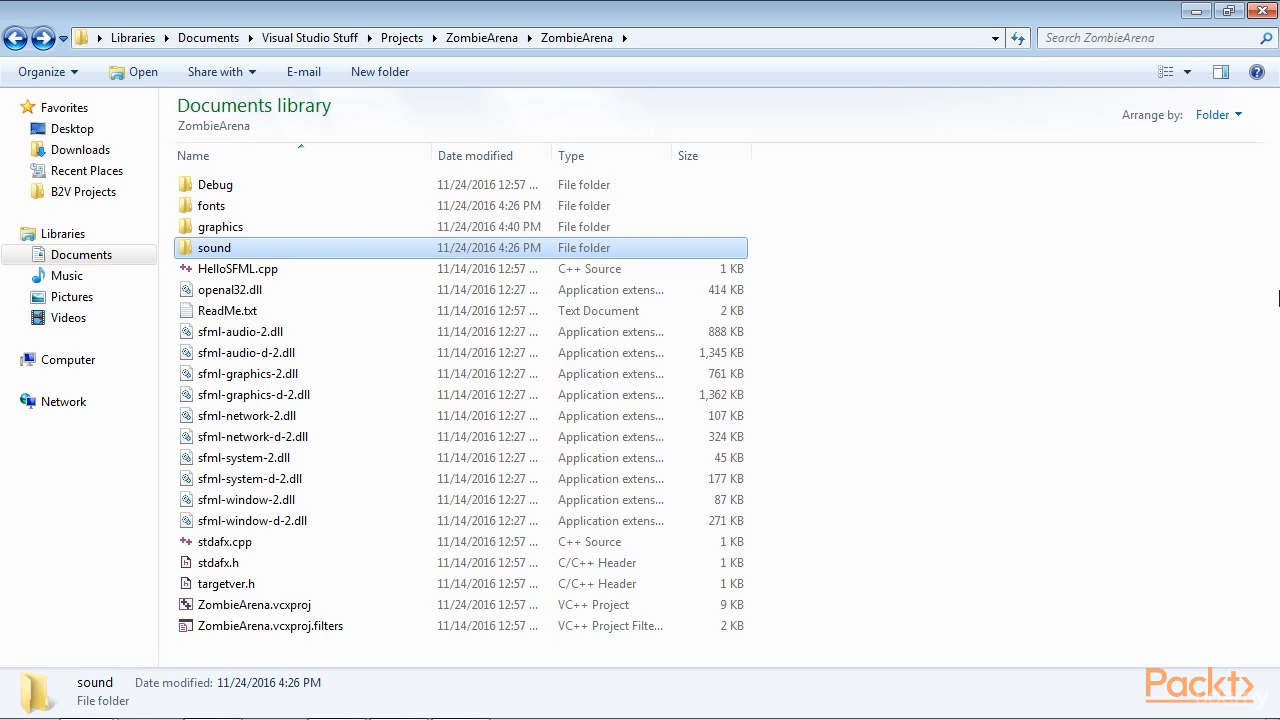 Libraries Documents Visual Studio Stuff Projects ZombieArena ZombieArena Search ZombieArena
Organize Open Share with E-mail New folder
Favorites
Desktop
Downloads
Recent Places
B2V Projects
Libraries
Documents
Music
Pictures
Videos
Computer
Network
Documents library
ZombieArena
Arrange by: Folder
Name Date modified Type Size
Debug 11/24/2016 12:57 ... File folder
fonts 11/24/2016 4:26 PM File folder
graphics 11/24/2016 4:40 PM File folder
sound 11/24/2016 4:26 PM File folder
HelloSFML.cpp 11/14/2016 12:57 ... C++ Source 1 KB
openal32.dll 11/14/2016 12:27 ... Application extens... 414 KB
ReadMe.txt 11/14/2016 12:57 ... Text Document 2 KB
sfml-audio-2.dll 11/14/2016 12:27 ... Application extens... 888 KB
sfml-audio-d-2.dll 11/14/2016 12:27 ... Application extens... 1,345 KB
sfml-graphics-2.dll 11/14/2016 12:27 ... Application extens... 761 KB
sfml-graphics-d-2.dll 11/14/2016 12:27 ... Application extens... 1,362 KB
sfml-network-2.dll 11/14/2016 12:27 ... Application extens... 107 KB
sfml-network-d-2.dll 11/14/2016 12:27 ... Application extens... 324 KB
sfml-system-2.dll 11/14/2016 12:27 ... Application extens... 45 KB
sfml-system-d-2.dll 11/14/2016 12:27 ... Application extens... 177 KB
sfml-window-2.dll 11/14/2016 12:27 ... Application extens... 87 KB
sfml-window-d-2.dll 11/14/2016 12:27 ... Application extens... 271 KB
stdafx.cpp 11/14/2016 12:57 ... C++ Source 1 KB
stdafx.h 11/14/2016 12:57 ... C/C++ Header 1 KB
targetver.h 11/14/2016 12:57 ... C/C++ Header 1 KB
ZombieArena.vcxproj 11/24/2016 12:57 ... VC++ Project 9 KB
ZombieArena.vcxproj.filters 11/14/2016 12:57 ... VC++ Project Filte... 2 KB
sound Date modified: 11/24/2016 4:26 PM
File folder
Packt>